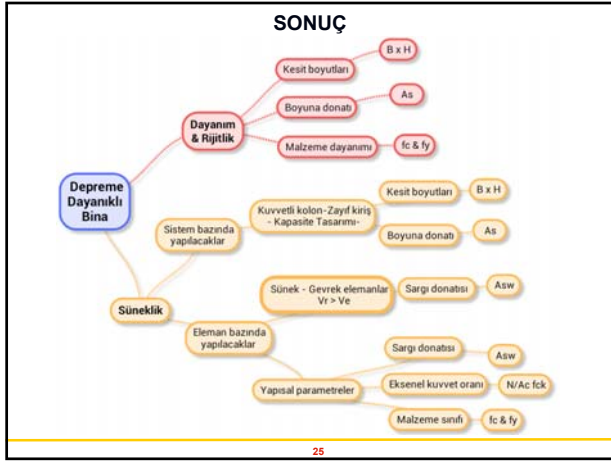 SONUÇ
B x H
Kesit boyutları
As
Boyuna donatı
Dayanım
& Rijitlik
Malzeme dayanımı
fc & fy
Depreme
Dayanıklı
Bina
Kesit boyutları
B x H
Kuvvetli kolon-Zayıf kiriş
- Kapasite Tasarımı-
Sistem bazında
yapılacaklar
Boyuna donatı
As
Sünek - Gevrek elemanlar
Vr > Ve
Sargı donatısı
Asw
Süneklik
Eleman bazında
yapılacaklar
Sargı donatısı
Asw
Yapısal parametreler
Eksenel kuvvet oranı
N/Ac fck
Malzeme sınıfı
fc & fy
25